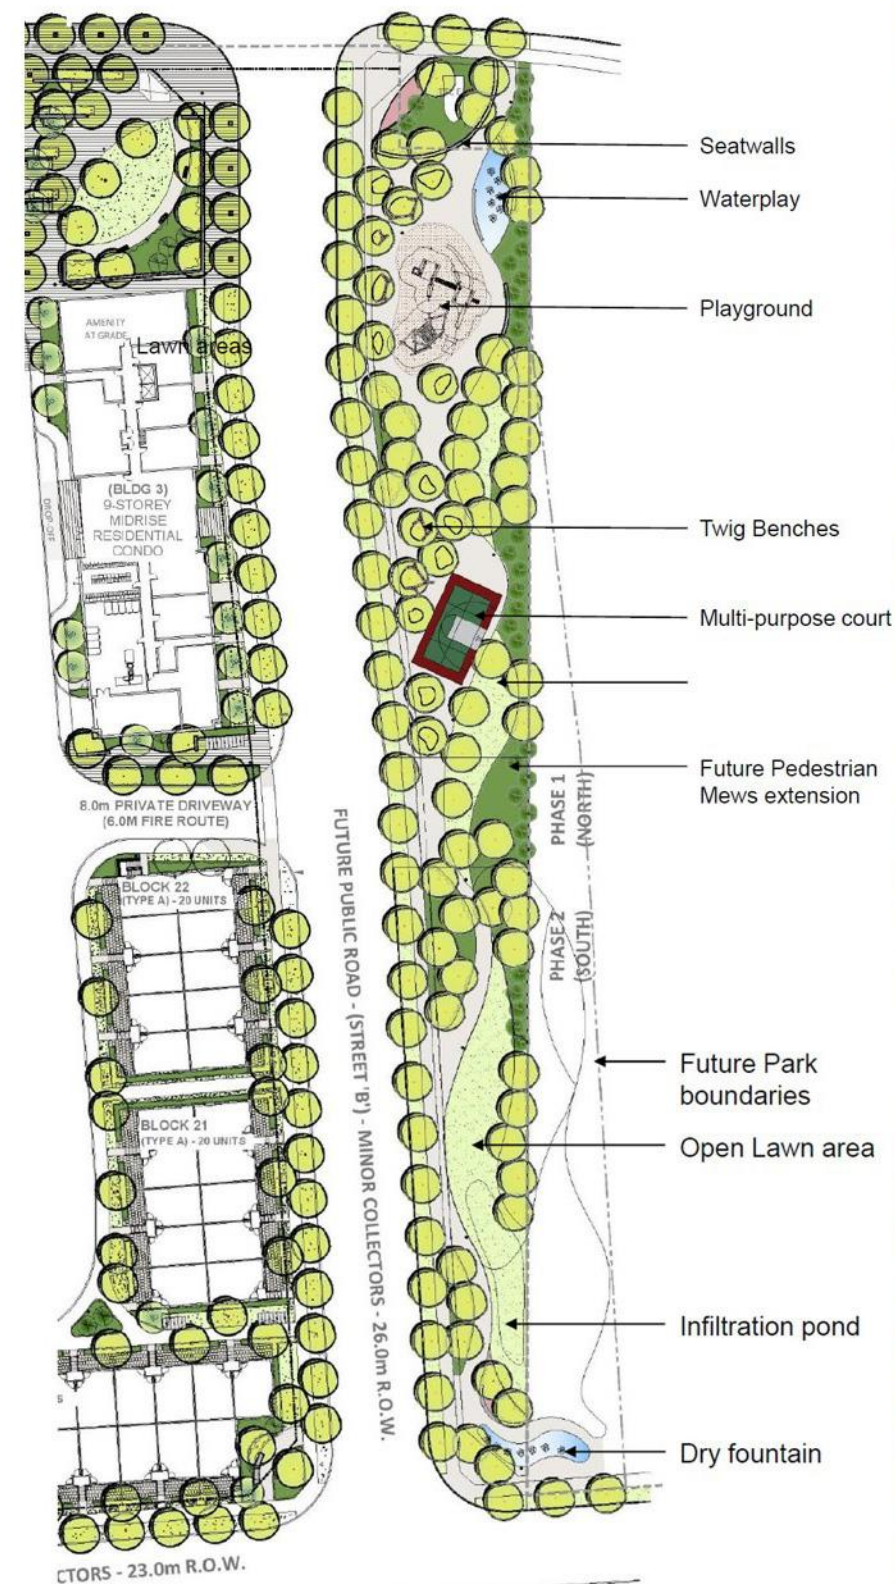 Seatwalls
Waterplay
Playground
AMENITY
AT GRADE
Lawn areas
(BLDG 3)
9-STOREY
MIDRISE
RESIDENTIAL
CONDO
DROP-OFF
Twig Benches
Multi-purpose court
Future Pedestrian
Mews extension
PHASE 1
(NORTH)
8.0m PRIVATE DRIVEWAY
(6.0M FIRE ROUTE)
FUTURE PUBLIC ROAD - (STREET 'B') - MINOR COLLECTORS - 26.0m R.O.W.
BLOCK 22
(TYPE A) - 20 UNITS
PHASE 2
(SOUTH)
Future Park
boundaries
BLOCK 21
(TYPE A) - 20 UNITS
Open Lawn area
Infiltration pond
Dry fountain
CTORS - 23.0m R.O.W.